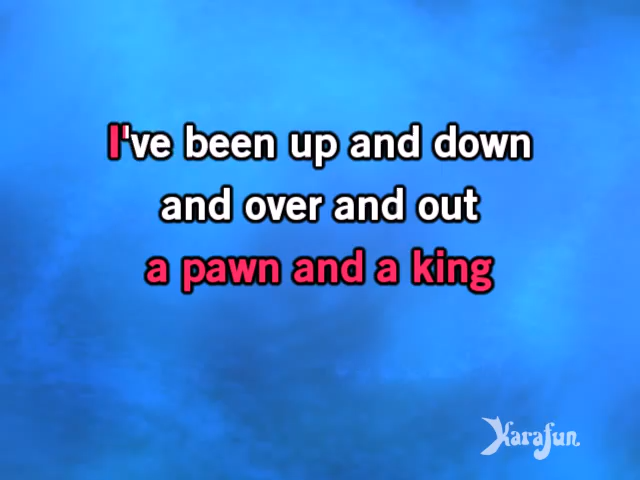 I've been up and down
and over and out
a pawn and a king
Karafun